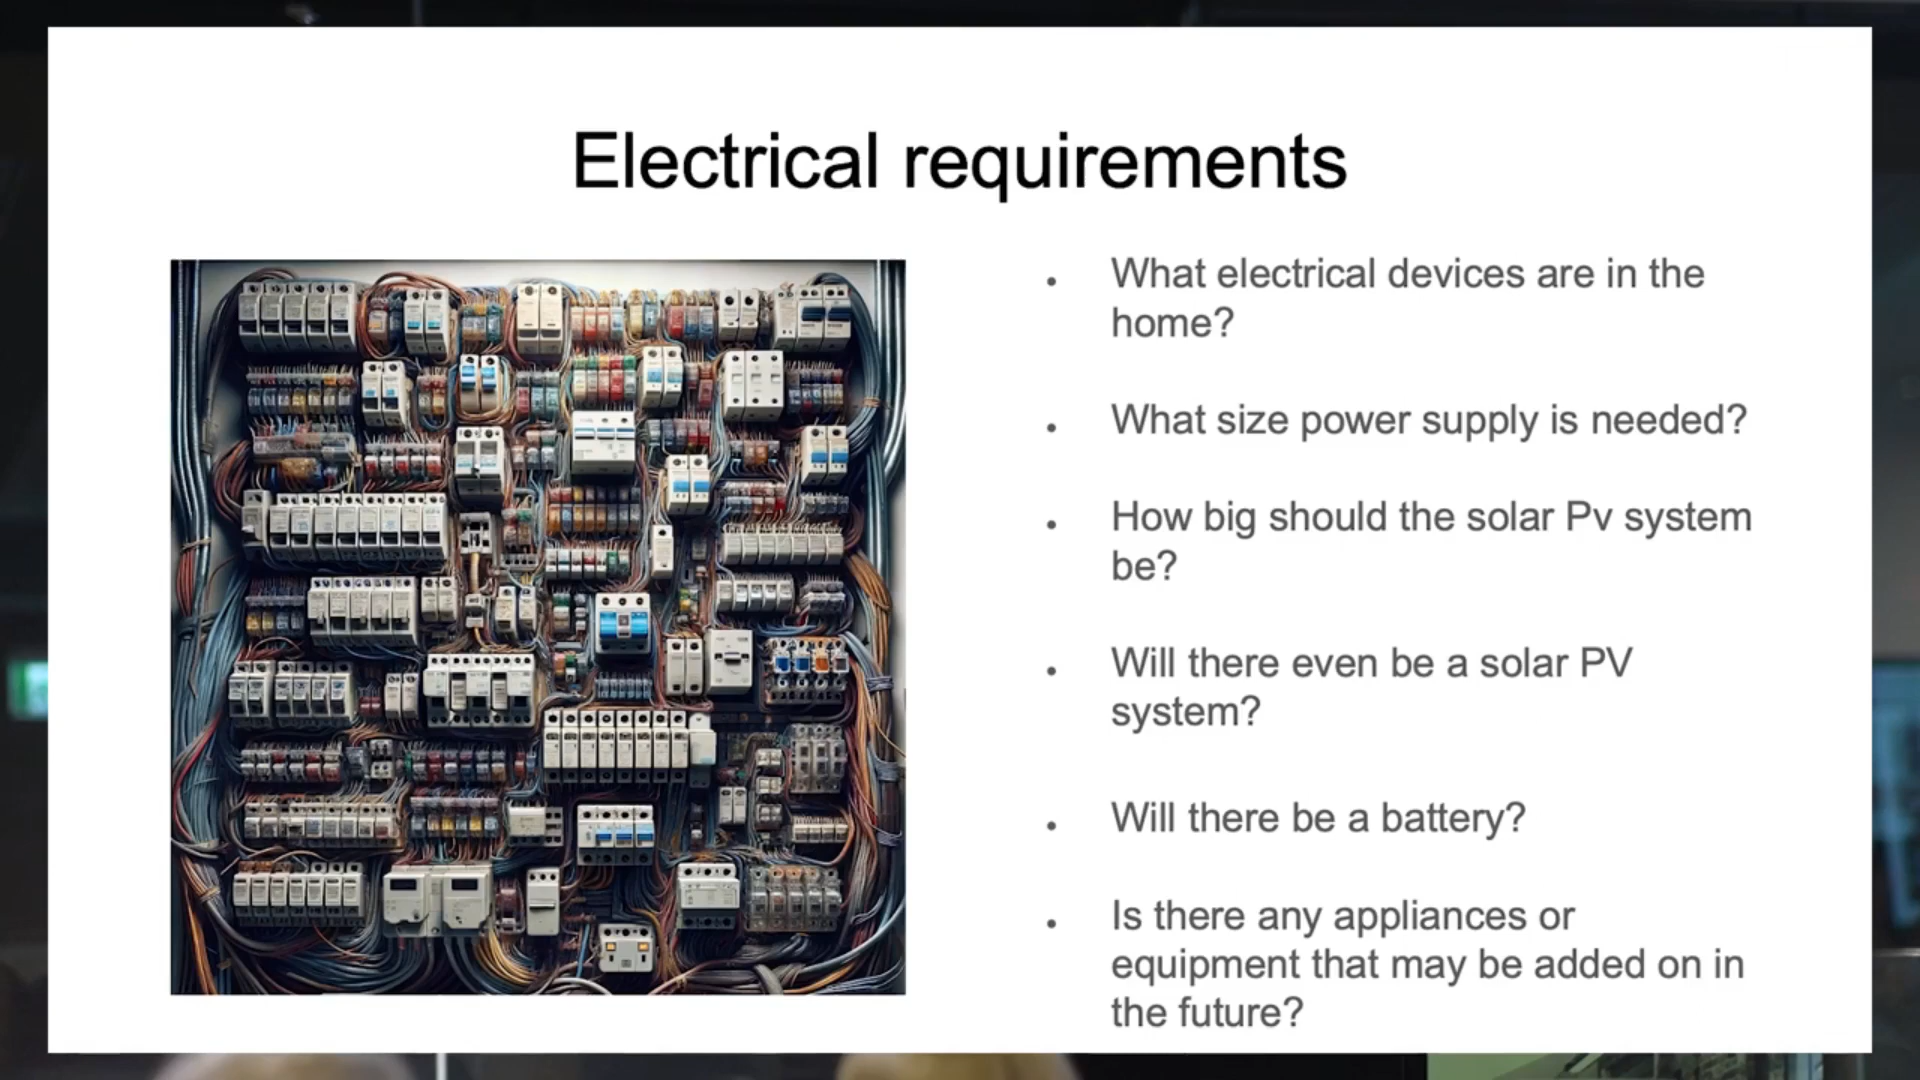 Electrical requirements
• What electrical devices are in the
home?
• What size power supply is needed?
• How big should the solar Pv system
be?
• Will there even be a solar PV
system?
• Will there be a battery?
• Is there any appliances or
equipment that may be added on in
the future?